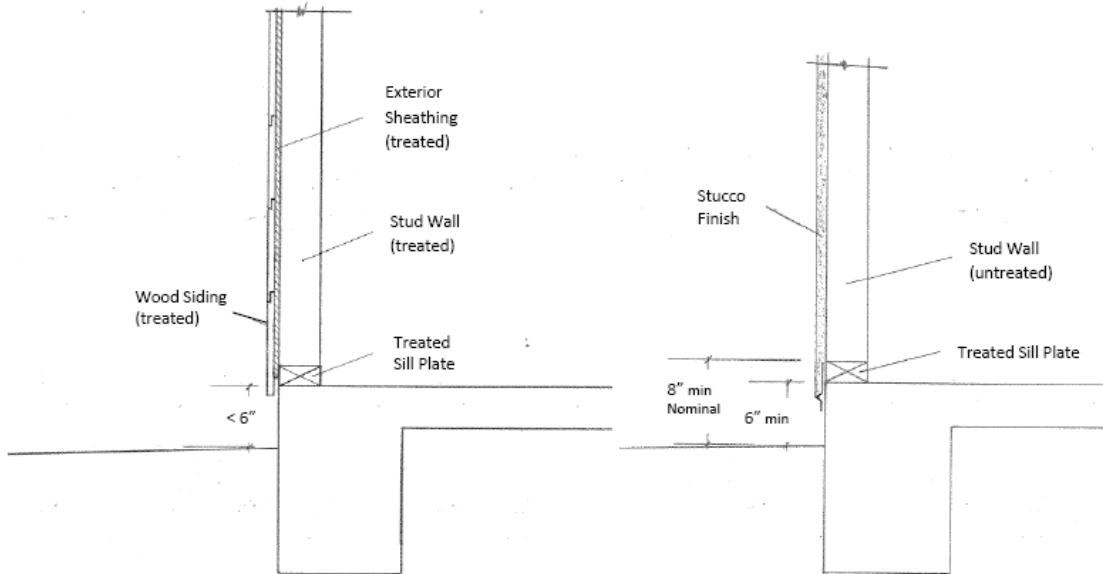 Exterior
Sheathing
(treated)
Stud Wall
(treated)
Wood Siding
(treated)
Treated
Sill Plate
< 6"
Stucco
Finish
Stud Wall
(untreated)
Treated Sill Plate
8" min
Nominal
6" min